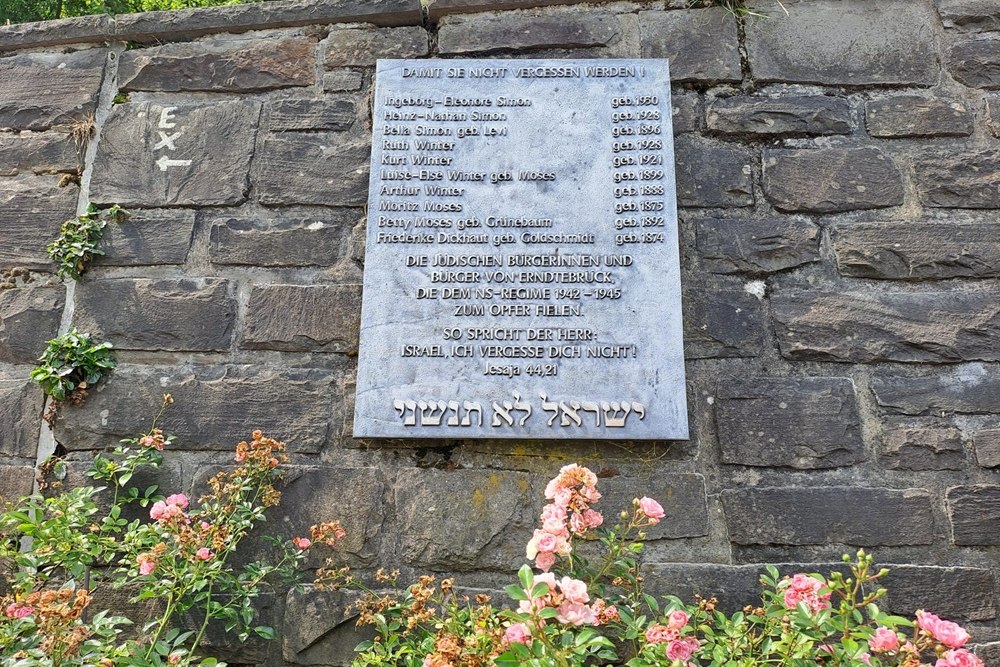 DAMIT SIE NICHT VERGESSEN WERDEN !
Ingeborg-Eleonore Simon geb. 1930
Heinz-Nathan Simon geb. 1928
Bella Simon geb. Levi geb. 1896
Ruth Winter geb. 1928
Kurt Winter geb. 1921
Luise-Else Winter geb. Moses geb. 1899
Arthur Winter geb. 1888
Moritz Moses geb. 1875
Betty Moses geb. Grünebaum geb. 1892
Friederike Dickhaut geb. Goldschmidt geb. 1874
DIE JÜDISCHEN BÜRGERINNEN UND
BÜRGER VON ERNDTEBRÜCK,
DIE DEM NS-REGIME 1942-1945
ZUM OPFER FIELEN.
SO SPRICHT DER HERR:
ISRAEL, ICH VERGESSE DICH NICHT!
Jesaja 44,21
ישראל לא תנשני
EX